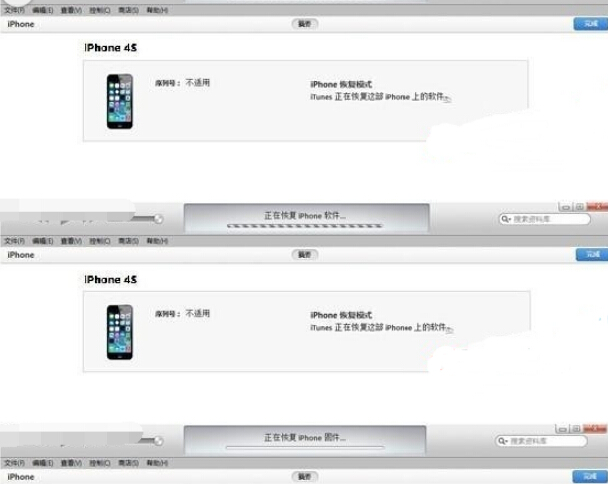 文件(F) 编辑(E) 查看(V) 控制(C) 商店(S) 帮助(H)
iPhone 摘要 完成
iPhone 4S
序列号： 不适用
iPhone 恢复模式
iTunes 正在恢复这部 iPhone 上的软件。
正在恢复 iPhone 软件...
搜索资料库
文件(F) 编辑(E) 查看(V) 控制(C) 商店(S) 帮助(H)
iPhone 摘要 完成
iPhone 4S
序列号： 不适用
iPhone 恢复模式
iTunes 正在恢复这部 iPhone 上的软件。
正在恢复 iPhone 固件...
搜索资料库
文件(F) 编辑(E) 查看(V) 控制(C) 商店(S) 帮助(H)
iPhone 摘要 完成